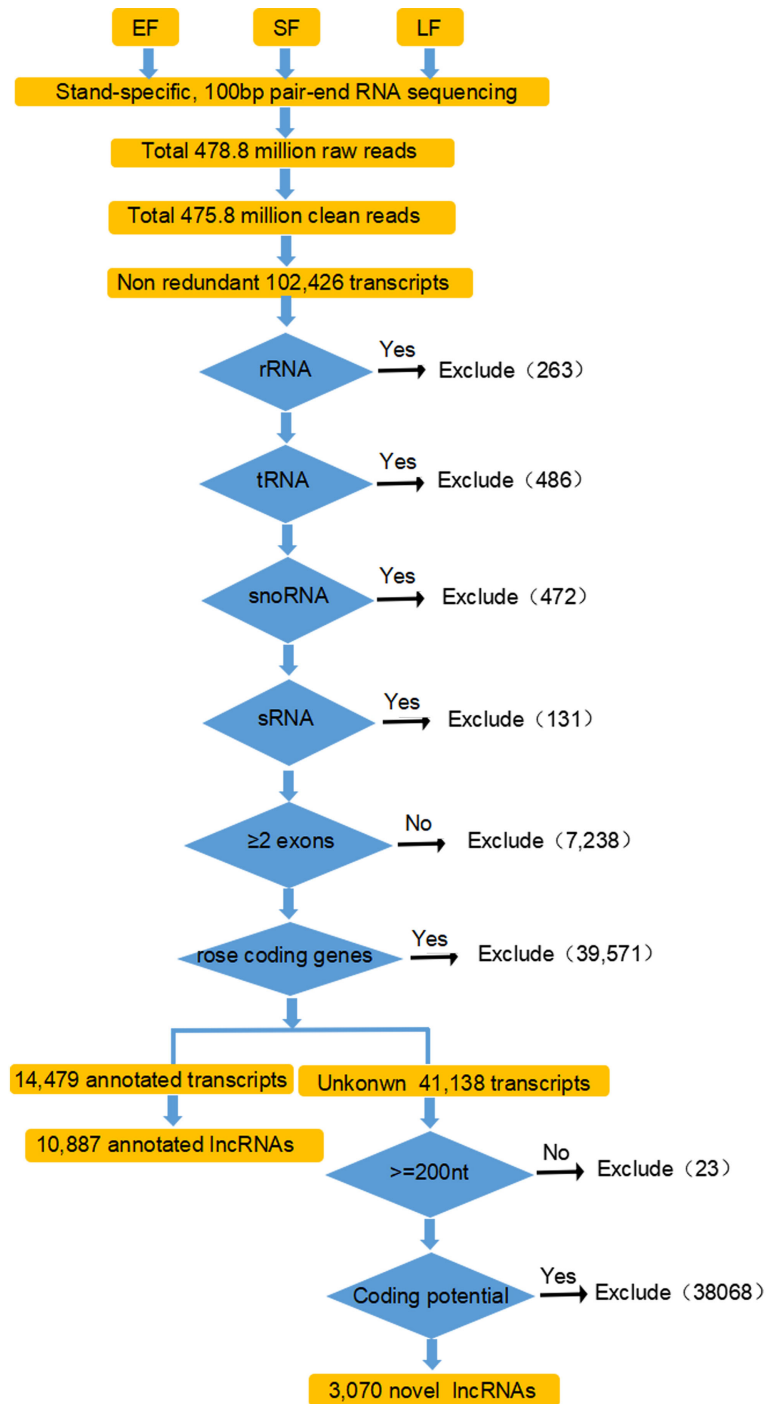 EF
SF
LF
Stand-specific, 100bp pair-end RNA sequencing
Total 478.8 million raw reads
Total 475.8 million clean reads
Non redundant 102,426 transcripts
rRNA
Yes
Exclude（263）
tRNA
Yes
Exclude（486）
snoRNA
Yes
Exclude（472）
sRNA
Yes
Exclude（131）
≥2 exons
No
Exclude（7,238）
rose coding genes
Yes
Exclude（39,571）
14,479 annotated transcripts
Unkonwn 41,138 transcripts
10,887 annotated lncRNAs
>=200nt
No
Exclude（23）
Coding potential
Yes
Exclude（38068）
3,070 novel lncRNAs